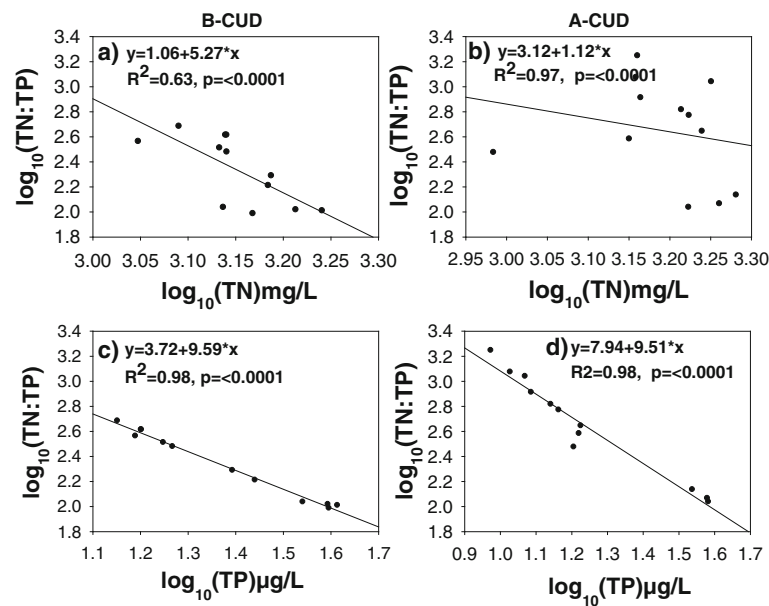 B-CUD
A-CUD
a) y=1.06+5.27*x
R²=0.63, p=<0.0001
log₁₀(TN:TP)
3.4
3.2
3.0
2.8
2.6
2.4
2.2
2.0
1.8
3.00 3.05 3.10 3.15 3.20 3.25 3.30
log₁₀(TN)mg/L
b) y=3.12+1.12*x
R²=0.97, p=<0.0001
log₁₀(TN:TP)
3.4
3.2
3.0
2.8
2.6
2.4
2.2
2.0
1.8
2.95 3.00 3.05 3.10 3.15 3.20 3.25 3.30
log₁₀(TN)mg/L
c) y=3.72+9.59*x
R²=0.98, p=<0.0001
log₁₀(TN:TP)
3.4
3.2
3.0
2.8
2.6
2.4
2.2
2.0
1.8
1.1 1.2 1.3 1.4 1.5 1.6 1.7
log₁₀(TP)µg/L
d) y=7.94+9.51*x
R2=0.98, p=<0.0001
log₁₀(TN:TP)
3.4
3.2
3.0
2.8
2.6
2.4
2.2
2.0
1.8
0.9 1.0 1.1 1.2 1.3 1.4 1.5 1.6 1.7
log₁₀(TP)µg/L